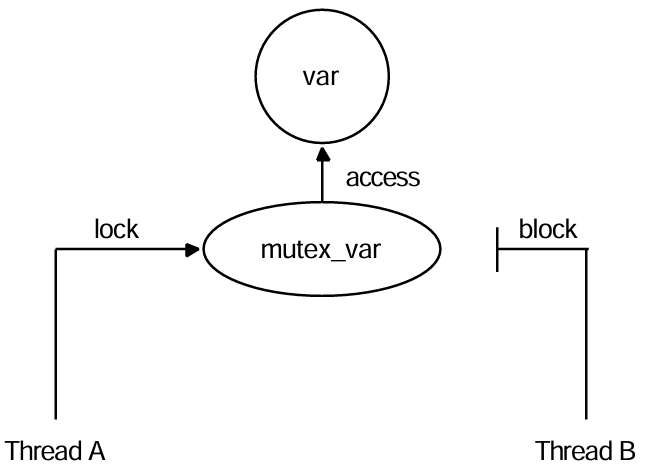 var
access
lock
block
mutex_var
Thread A
Thread B